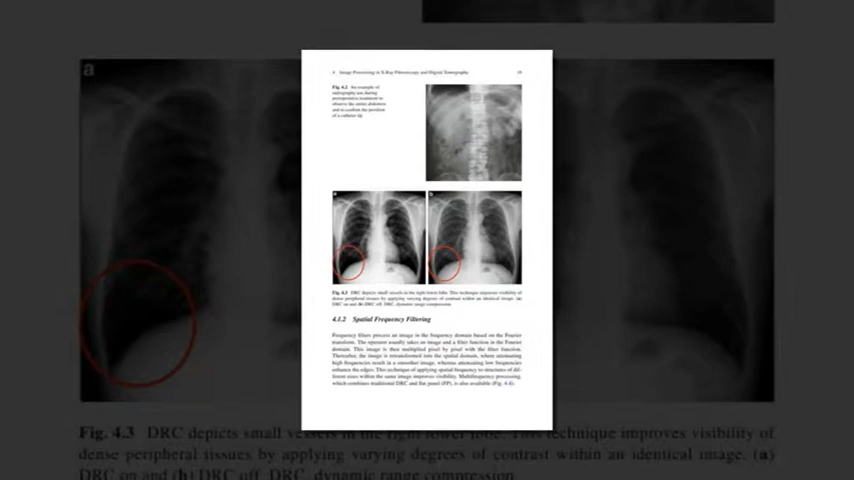 4 Image Processing in X-Ray Fluoroscopy and Digital Tomography 19
Fig. 4.2 An example of
radiography use during
postoperative treatment to
observe the entire abdomen
and to confirm the position
of a catheter tip
a
a b
Fig. 4.3 DRC depicts small vessels in the right lower lobe. This technique improves visibility of
dense peripheral tissues by applying varying degrees of contrast within an identical image. (a)
DRC on and (b) DRC off. DRC, dynamic range compression
4.1.2 Spatial Frequency Filtering
Frequency filters process an image in the frequency domain based on the Fourier
transform. The operator usually takes an image and a filter function in the Fourier
domain. This image is then multiplied pixel by pixel with the filter function.
Thereafter, the image is retransformed into the spatial domain, where attenuating
high frequencies result in a smoother image, whereas attenuating low frequencies
enhance the edges. This technique of applying spatial frequency to structures of dif-
ferent sizes within the same image improves visibility. Multifrequency processing,
which combines traditional DRC and flat panel (FP), is also available (Fig. 4.4).
Fig. 4.3 DRC depicts small vessels in the right lower lobe. This technique improves visibility of
dense peripheral tissues by applying varying degrees of contrast within an identical image. (a)
DRC on and (b) DRC off. DRC, dynamic range compression